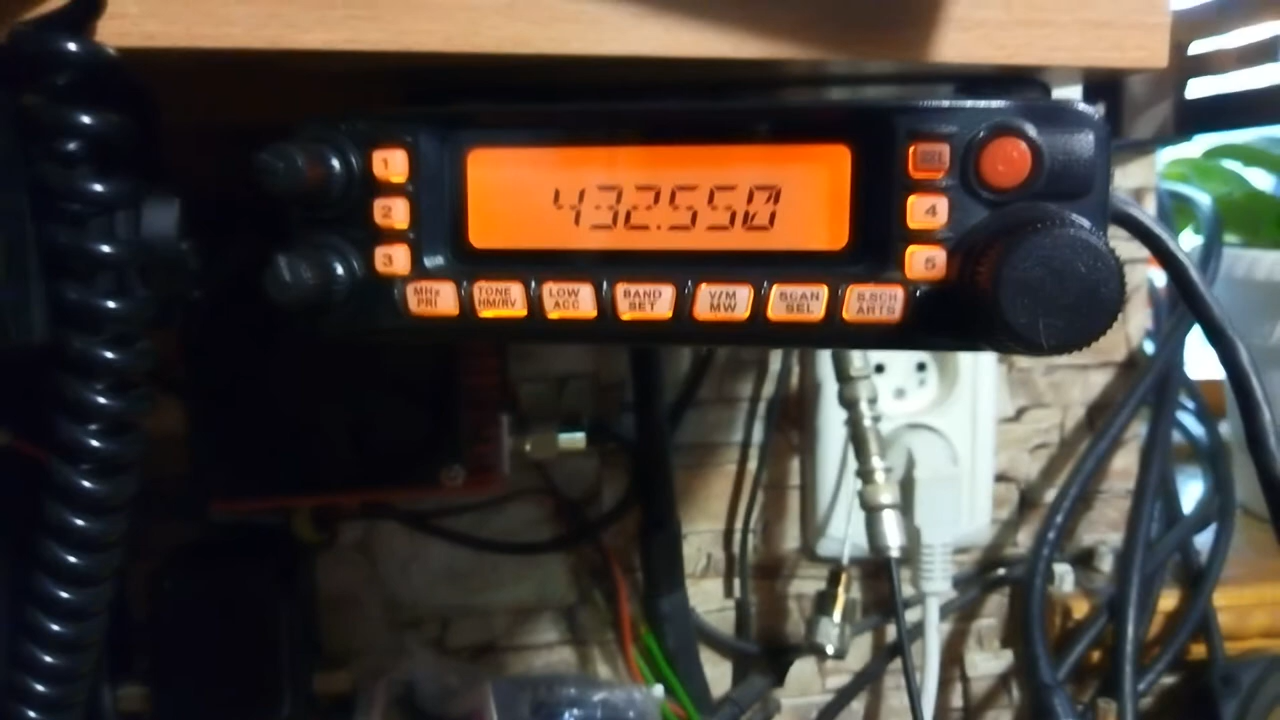 1
432.550
2
4
3
5
MHz
PRI
TONE
HM/RV
LOW
ACC
BAND
SET
V/M
MW
SCAN
SEL
S.SCH
ARTS